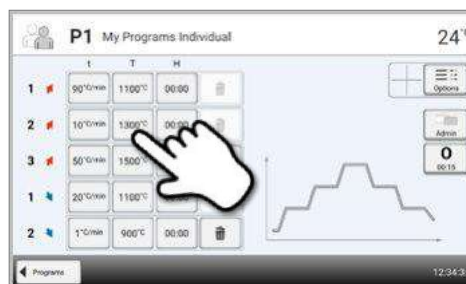 P1 My Programs Individual 24°
t T H
1 90°C/min 1100°C 00:00
2 10°C/min 1300°C 00:00
Options
Admin
3 50°C/min 1500°C
0
00:15
1 20°C/min 1100°C
2 1°C/min 900°C 00:00
Programs 12:34:3